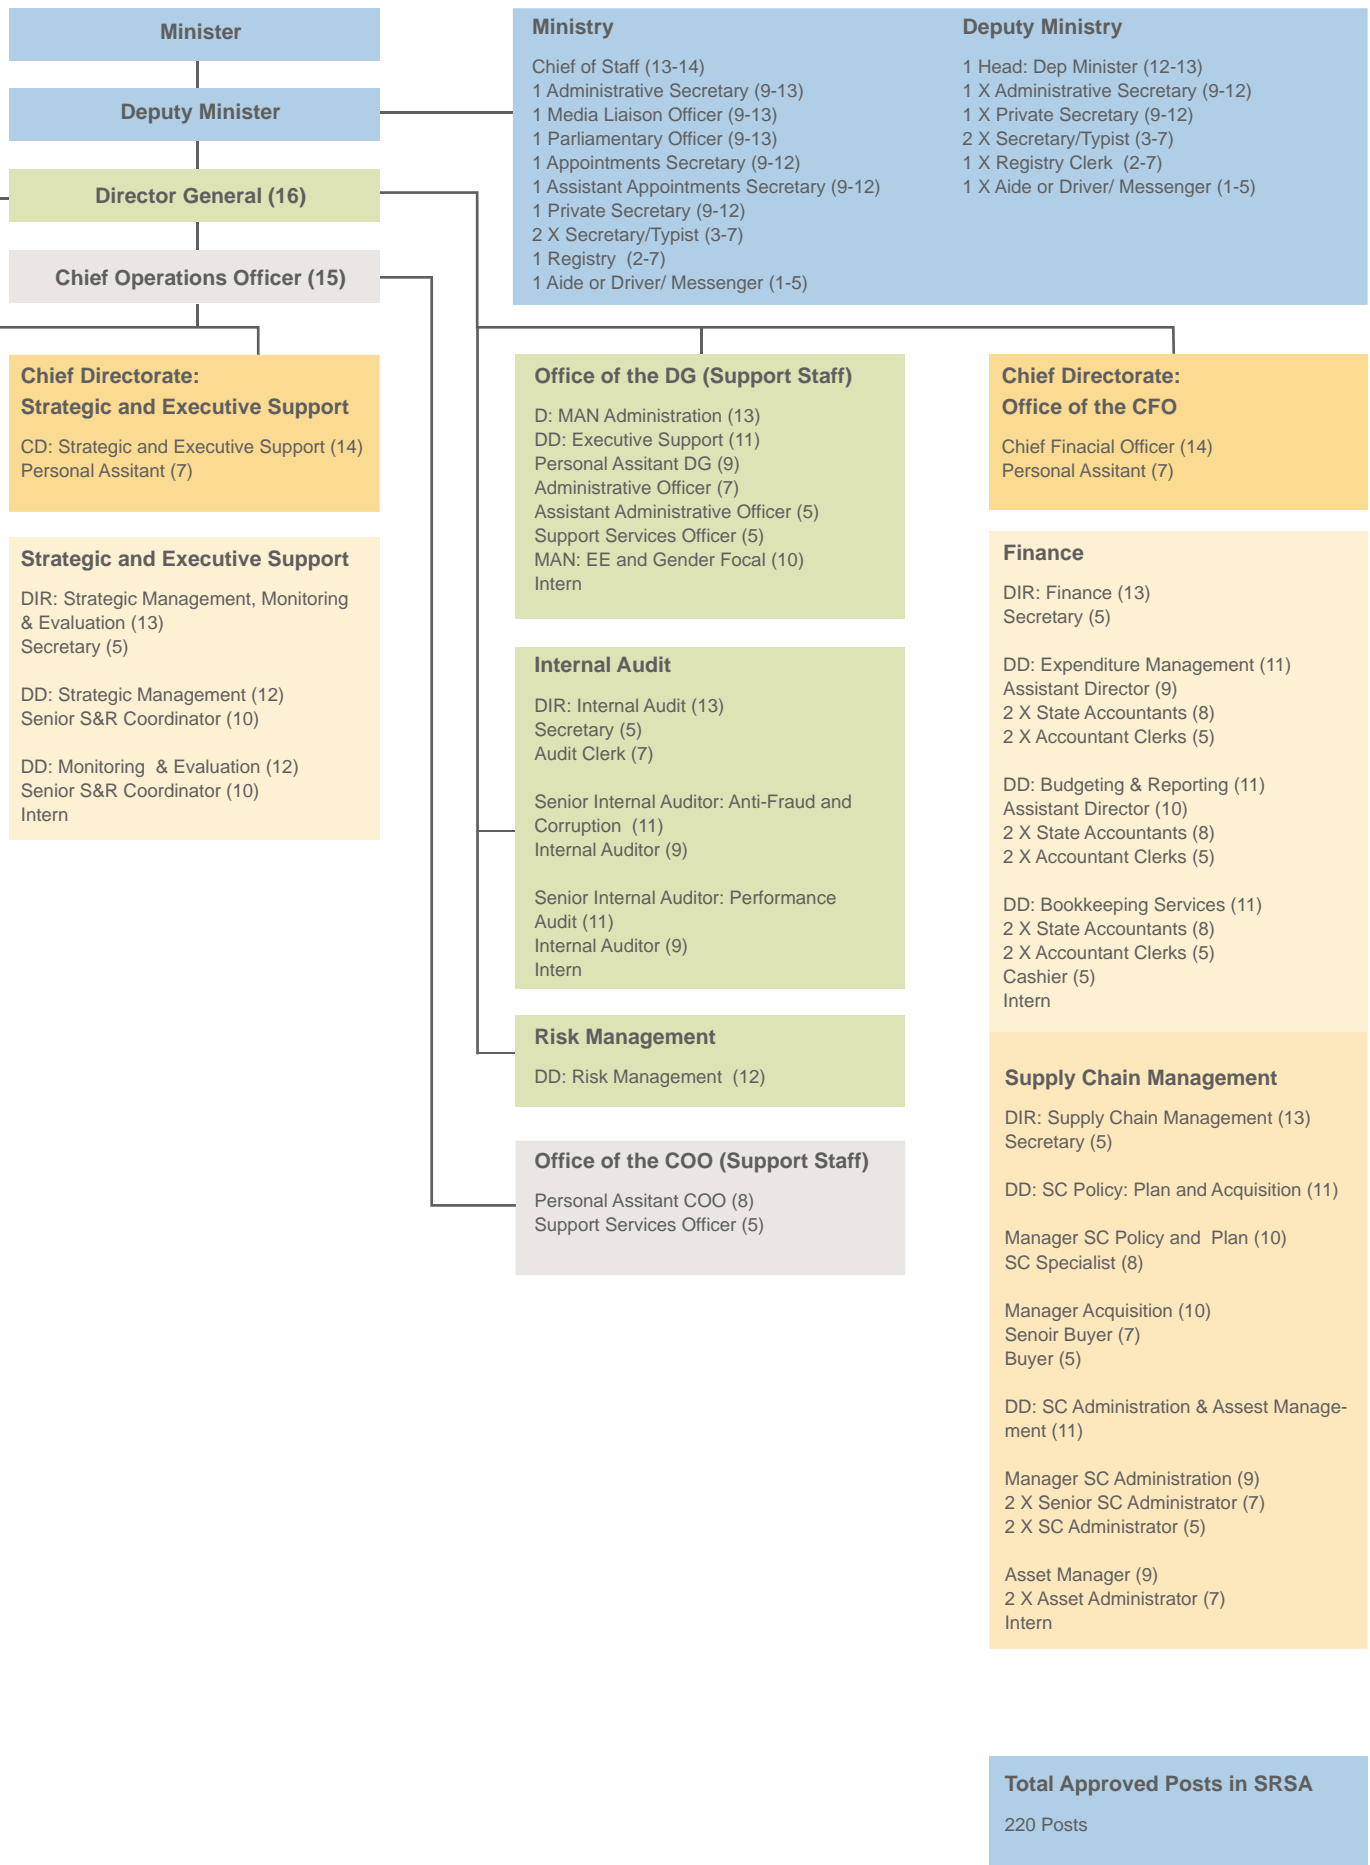 Minister
Deputy Minister
Director General (16)
Chief Operations Officer (15)
Ministry
Chief of Staff (13-14)
1 Administrative Secretary (9-13)
1 Media Liaison Officer (9-13)
1 Parliamentary Officer (9-13)
1 Appointments Secretary (9-12)
1 Assistant Appointments Secretary (9-12)
1 Private Secretary (9-12)
2 X Secretary/Typist (3-7)
1 Registry (2-7)
1 Aide or Driver/ Messenger (1-5)
Deputy Ministry
1 Head: Dep Minister (12-13)
1 X Administrative Secretary (9-12)
1 X Private Secretary (9-12)
2 X Secretary/Typist (3-7)
1 X Registry Clerk (2-7)
1 X Aide or Driver/ Messenger (1-5)
Chief Directorate:
Strategic and Executive Support
CD: Strategic and Executive Support (14)
Personal Assitant (7)
Strategic and Executive Support
DIR: Strategic Management, Monitoring
& Evaluation (13)
Secretary (5)
DD: Strategic Management (12)
Senior S&R Coordinator (10)
DD: Monitoring & Evaluation (12)
Senior S&R Coordinator (10)
Intern
Office of the DG (Support Staff)
D: MAN Administration (13)
DD: Executive Support (11)
Personal Assitant DG (9)
Administrative Officer (7)
Assistant Administrative Officer (5)
Support Services Officer (5)
MAN: EE and Gender Focal (10)
Intern
Internal Audit
DIR: Internal Audit (13)
Secretary (5)
Audit Clerk (7)
Senior Internal Auditor: Anti-Fraud and
Corruption (11)
Internal Auditor (9)
Senior Internal Auditor: Performance
Audit (11)
Internal Auditor (9)
Intern
Risk Management
DD: Risk Management (12)
Office of the COO (Support Staff)
Personal Assitant COO (8)
Support Services Officer (5)
Chief Directorate:
Office of the CFO
Chief Finacial Officer (14)
Personal Assitant (7)
Finance
DIR: Finance (13)
Secretary (5)
DD: Expenditure Management (11)
Assistant Director (9)
2 X State Accountants (8)
2 X Accountant Clerks (5)
DD: Budgeting & Reporting (11)
Assistant Director (10)
2 X State Accountants (8)
2 X Accountant Clerks (5)
DD: Bookkeeping Services (11)
2 X State Accountants (8)
2 X Accountant Clerks (5)
Cashier (5)
Intern
Supply Chain Management
DIR: Supply Chain Management (13)
Secretary (5)
DD: SC Policy: Plan and Acquisition (11)
Manager SC Policy and Plan (10)
SC Specialist (8)
Manager Acquisition (10)
Senoir Buyer (7)
Buyer (5)
DD: SC Administration & Assest Manage-
ment (11)
Manager SC Administration (9)
2 X Senior SC Administrator (7)
2 X SC Administrator (5)
Asset Manager (9)
2 X Asset Administrator (7)
Intern
Total Approved Posts in SRSA
220 Posts